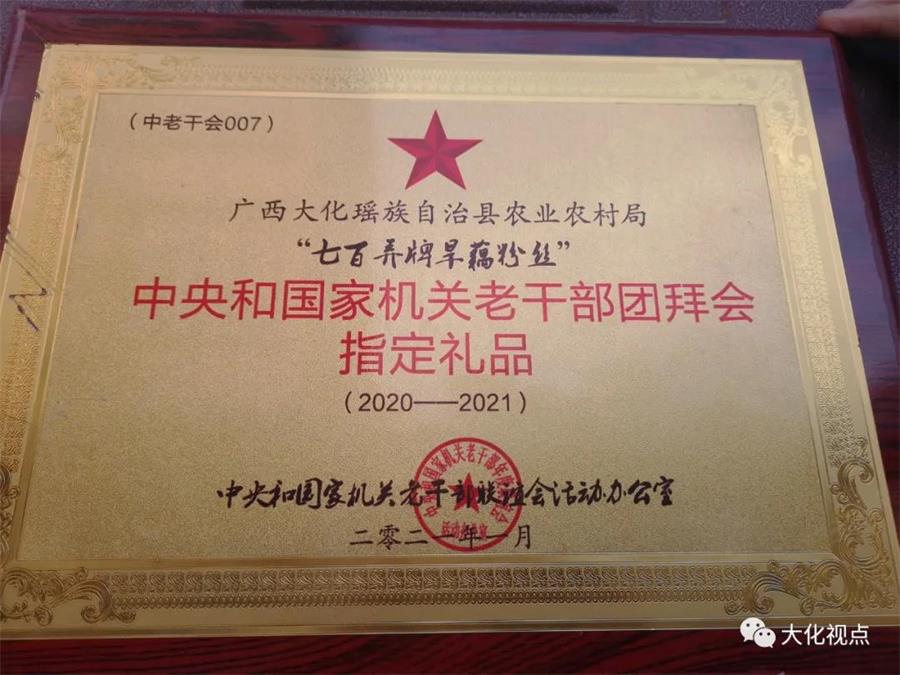 （中老干会007）
广西大化瑶族自治县农业农村局
“七百弄牌旱藕粉丝”
中央和国家机关老干部团拜会
指定礼品
（2020——2021）
中央和国家机关老干部联谊会活动办公室
二零二一年一月
大化视点